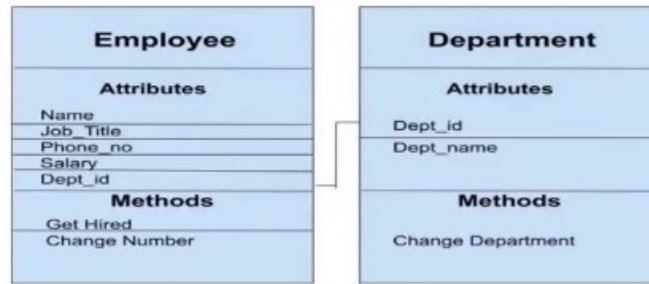 Employee
Attributes
Name
Job_Title
Phone_no
Salary
Dept_id
Methods
Get Hired
Change Number
Department
Attributes
Dept_id
Dept_name
Methods
Change Department